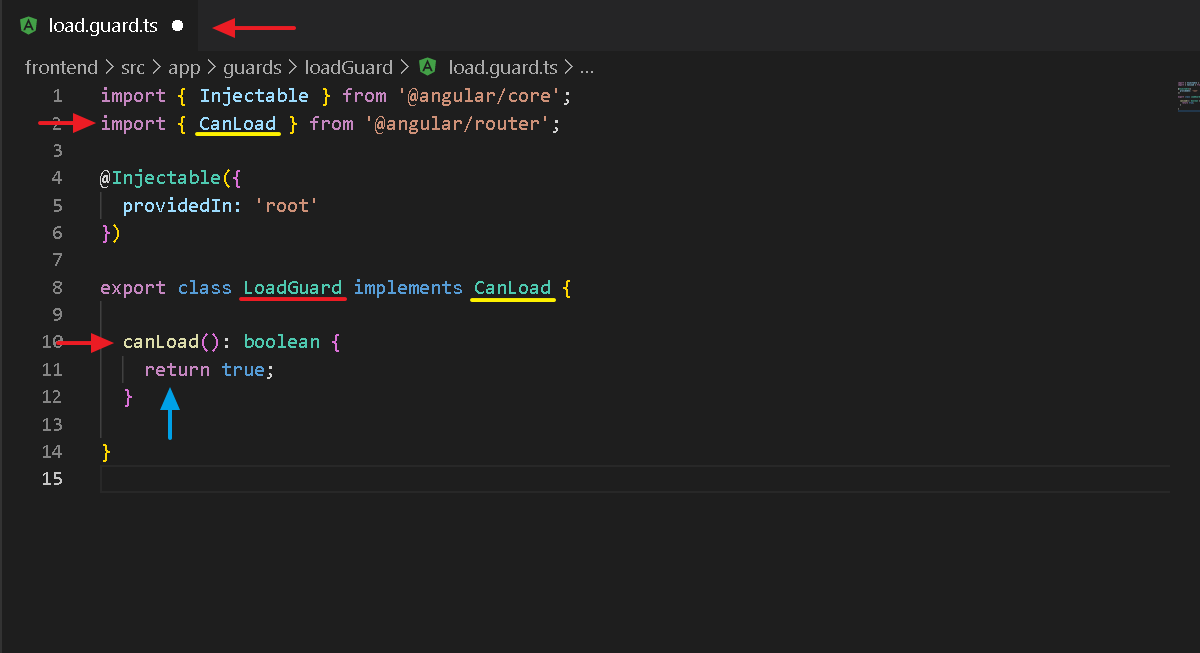 load.guard.ts
frontend > src > app > guards > loadGuard > load.guard.ts > ...
1 import { Injectable } from '@angular/core';
2 import { CanLoad } from '@angular/router';
3
4 @Injectable({
5   providedIn: 'root'
6 })
7
8 export class LoadGuard implements CanLoad {
9
10   canLoad(): boolean {
11     return true;
12   }
13
14 }
15